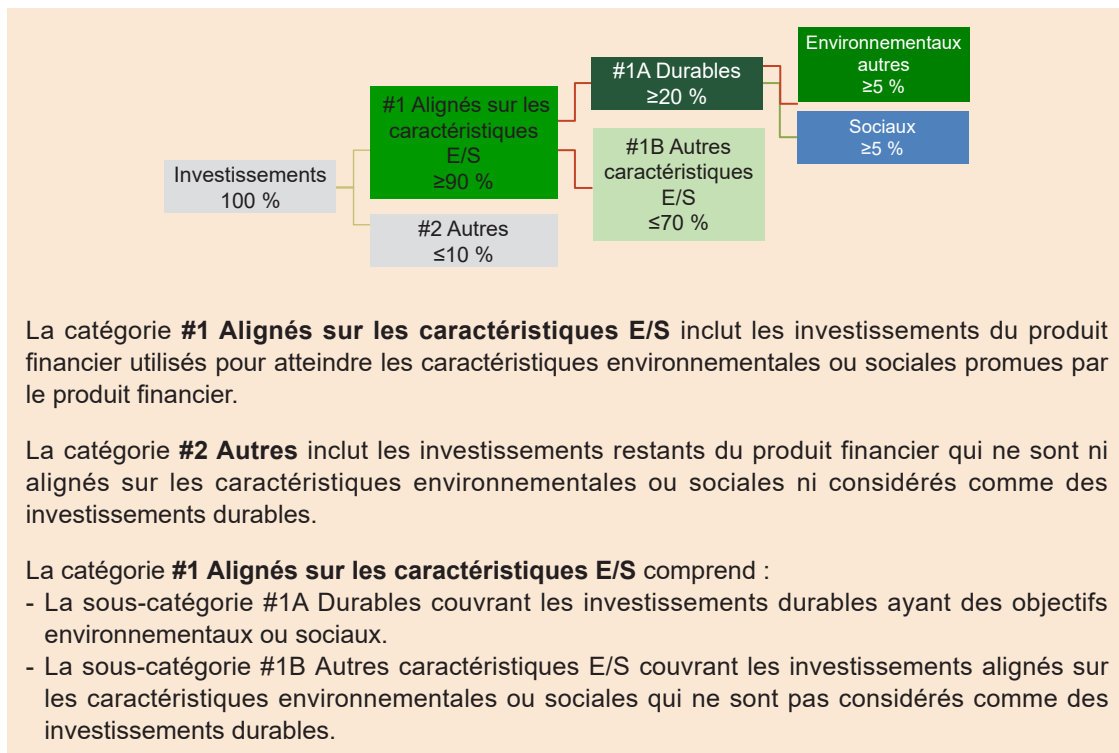 Investissements
100 %
#1 Alignés sur les
caractéristiques
E/S
≥90 %
#2 Autres
≤10 %
#1A Durables
≥20 %
#1B Autres
caractéristiques
E/S
≤70 %
Environnementaux
autres
≥5 %
Sociaux
≥5 %
La catégorie #1 Alignés sur les caractéristiques E/S inclut les investissements du produit
financier utilisés pour atteindre les caractéristiques environnementales ou sociales promues par
le produit financier.
La catégorie #2 Autres inclut les investissements restants du produit financier qui ne sont ni
alignés sur les caractéristiques environnementales ou sociales ni considérés comme des
investissements durables.
La catégorie #1 Alignés sur les caractéristiques E/S comprend :
- La sous-catégorie #1A Durables couvrant les investissements durables ayant des objectifs
environnementaux ou sociaux.
- La sous-catégorie #1B Autres caractéristiques E/S couvrant les investissements alignés sur
les caractéristiques environnementales ou sociales qui ne sont pas considérés comme des
investissements durables.